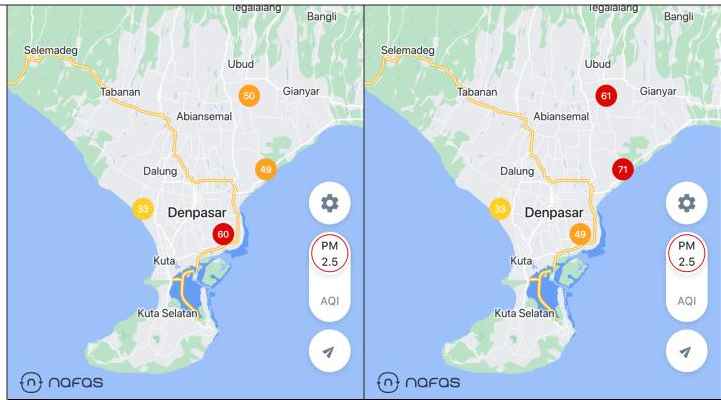 Tegalalang
Bangli
Selemadeg
Ubud
Tabanan
50
Gianyar
Abiansemal
Dalung
49
33
Denpasar
60
PM
2.5
Kuta
AQI
Kuta Selatan
nafas
Tegalalang
Bangli
Selemadeg
Ubud
Tabanan
61
Gianyar
Abiansemal
Dalung
71
33
Denpasar
49
PM
2.5
Kuta
AQI
Kuta Selatan
nafas